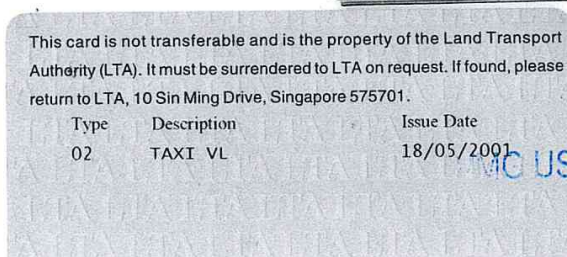 This card is not transferable and is the property of the Land Transport
Authority (LTA). It must be surrendered to LTA on request. If found, please
return to LTA, 10 Sin Ming Drive, Singapore 575701.
Type Description Issue Date
02 TAXI VL 18/05/2001
MC US